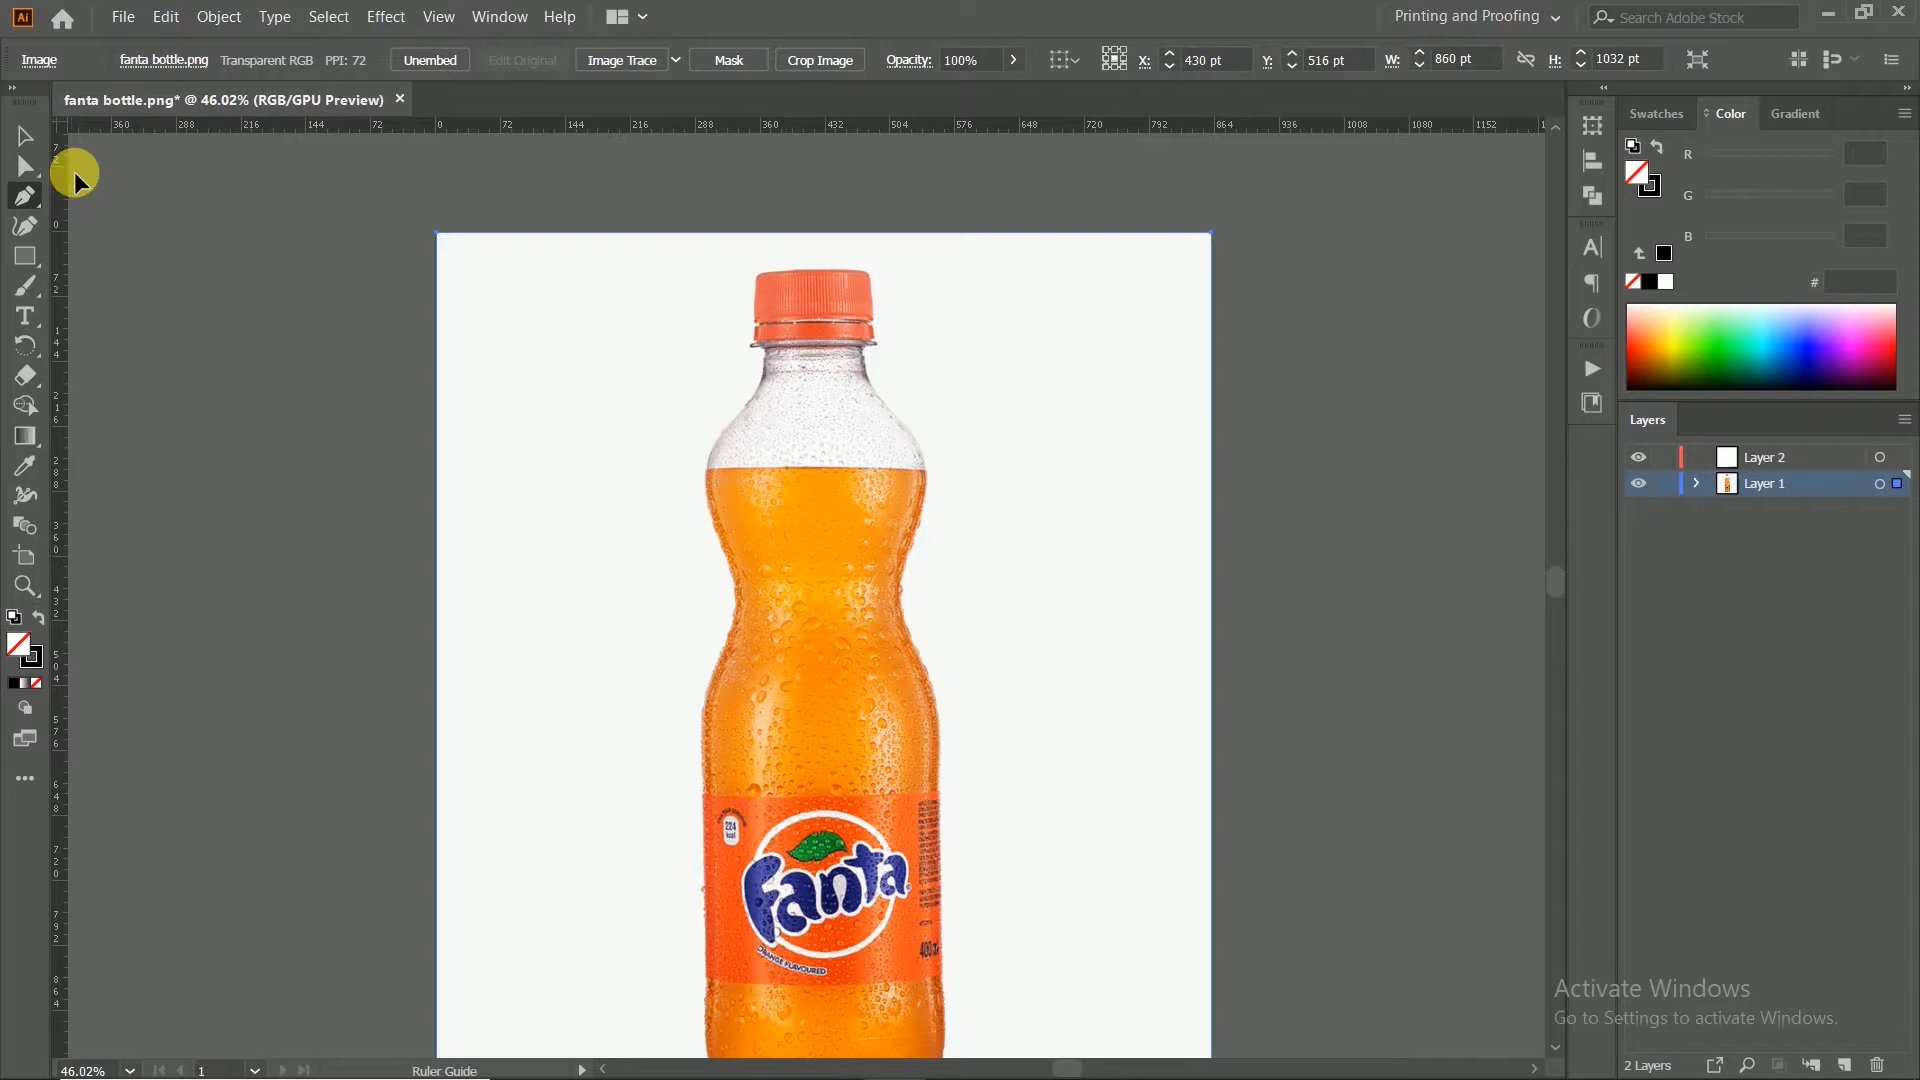 Ai File Edit Object Type Select Effect View Window Help Printing and Proofing Search Adobe Stock
Image fanta bottle.png Transparent RGB PPI: 72 Unembed Edit Original Image Trace Mask Crop Image Opacity: 100% X: 430 pt Y: 516 pt W: 860 pt H: 1032 pt
fanta bottle.png* @ 46.02% (RGB/GPU Preview)
360 288 216 144 72 0 72 144 216 288 360 432 504 576 648 720 792 864 936 1008 1080 1152
Swatches Color Gradient
R
G
B
#
Layers
Layer 2
Layer 1
224
kcal
Fanta
ORANGE FLAVOURED
Activate Windows
Go to Settings to activate Windows.
46.02% 1 Ruler Guide 2 Layers